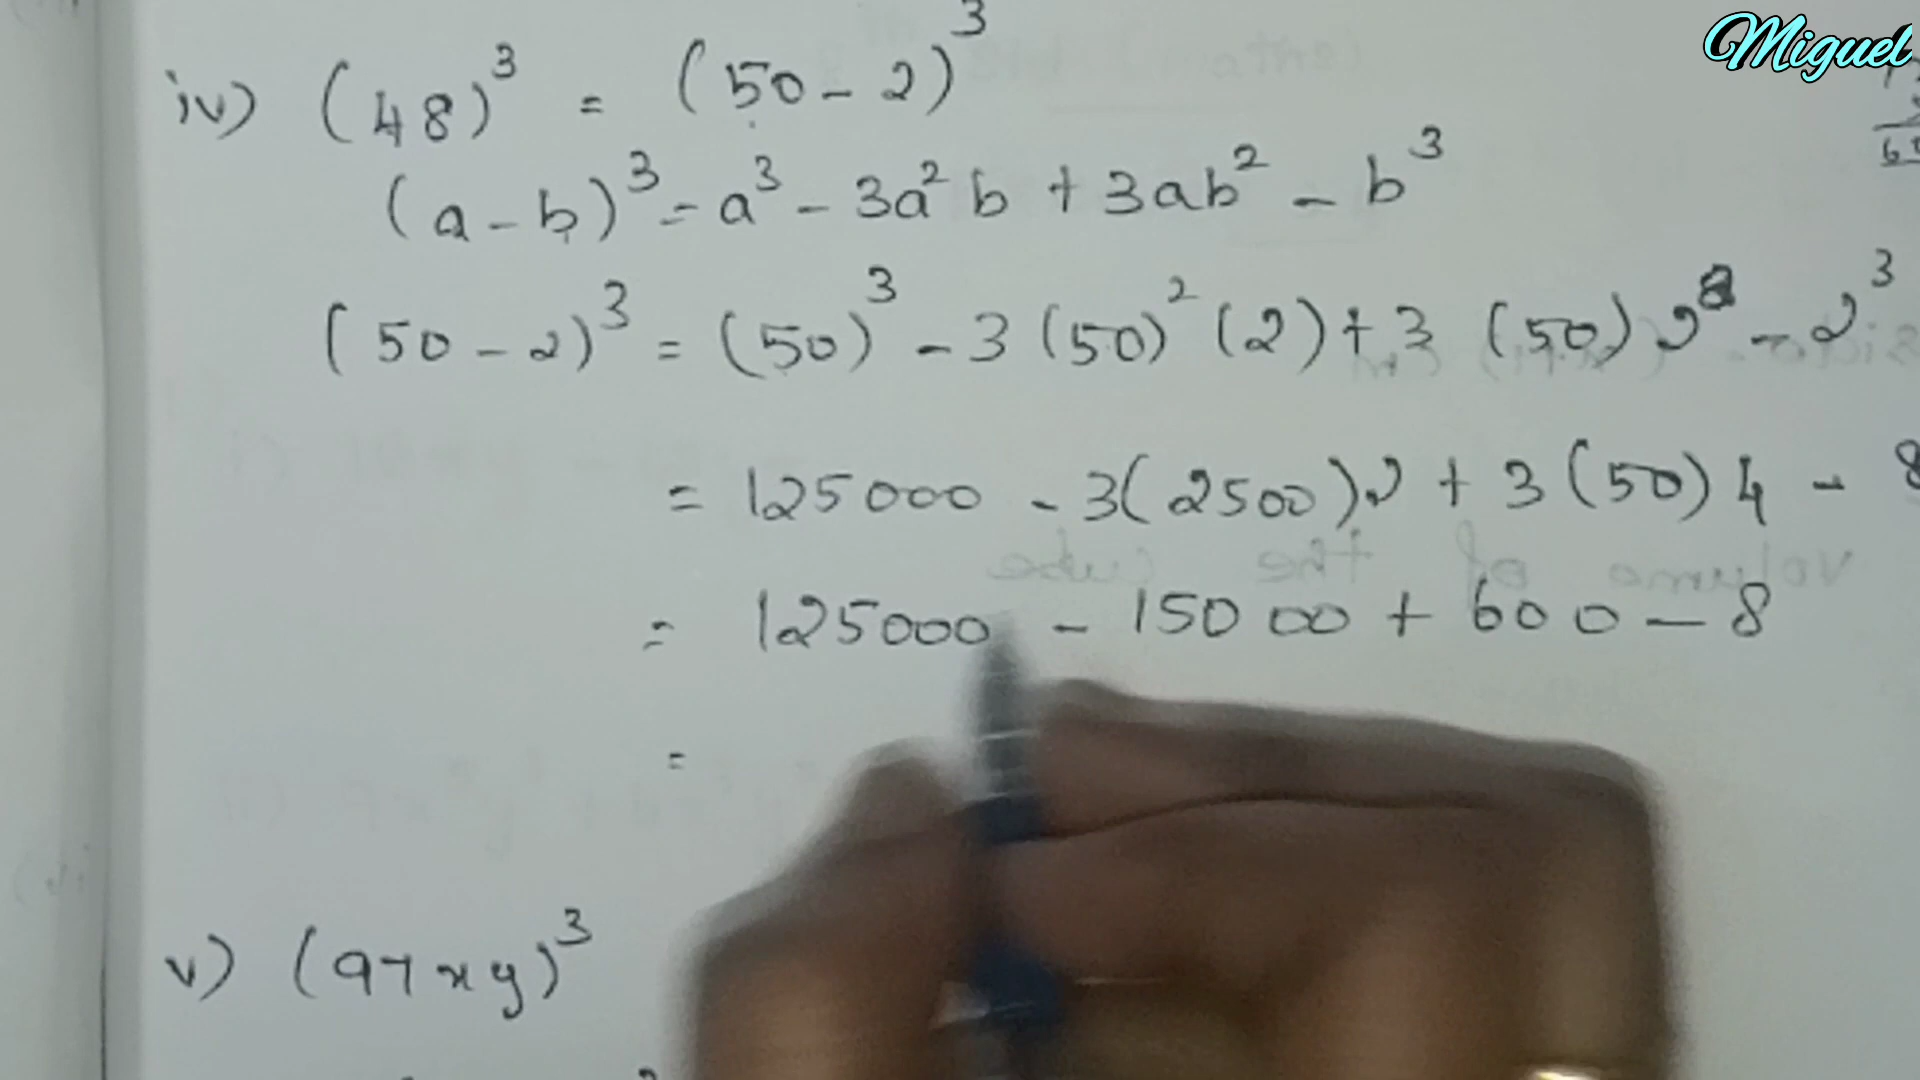 Miguel
iv) (48)³ = (50 - 2)³
(a - b)³ = a³ - 3a²b + 3ab² - b³
(50 - 2)³ = (50)³ - 3 (50)² (2) + 3 (50) 2² - 2³
= 125000 - 3(2500)2 + 3 (50) 4 - 8
= 125000 - 15000 + 600 - 8
=
v) (97xy)³